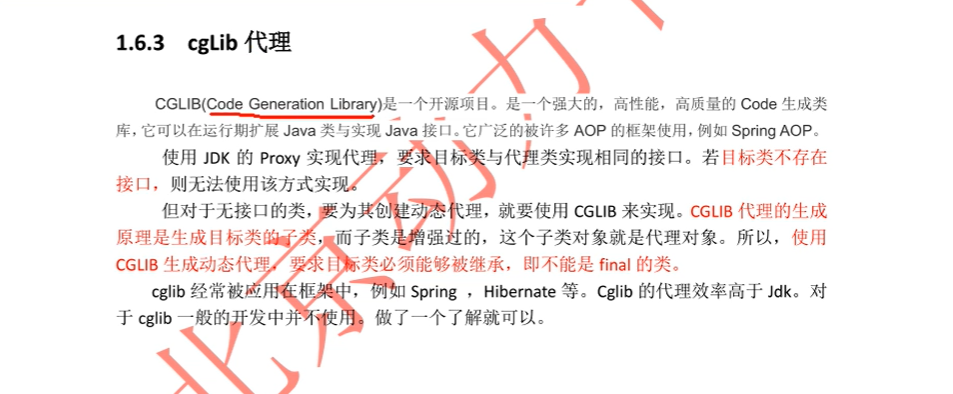 1.6.3 cgLib 代理
CGLIB(Code Generation Library)是一个开源项目。是一个强大的，高性能，高质量的 Code 生成类
库，它可以在运行期扩展 Java 类与实现 Java 接口。它广泛的被许多 AOP 的框架使用，例如 Spring AOP。
使用 JDK 的 Proxy 实现代理，要求目标类与代理类实现相同的接口。若目标类不存在
接口，则无法使用该方式实现。
但对于无接口的类，要为其创建动态代理，就要使用 CGLIB 来实现。CGLIB 代理的生成
原理是生成目标类的子类，而子类是增强过的，这个子类对象就是代理对象。所以，使用
CGLIB 生成动态代理，要求目标类必须能够被继承，即不能是 final 的类。
cglib 经常被应用在框架中，例如 Spring ，Hibernate 等。Cglib 的代理效率高于 Jdk。对
于 cglib 一般的开发中并不使用。做了一个了解就可以。
北京动力